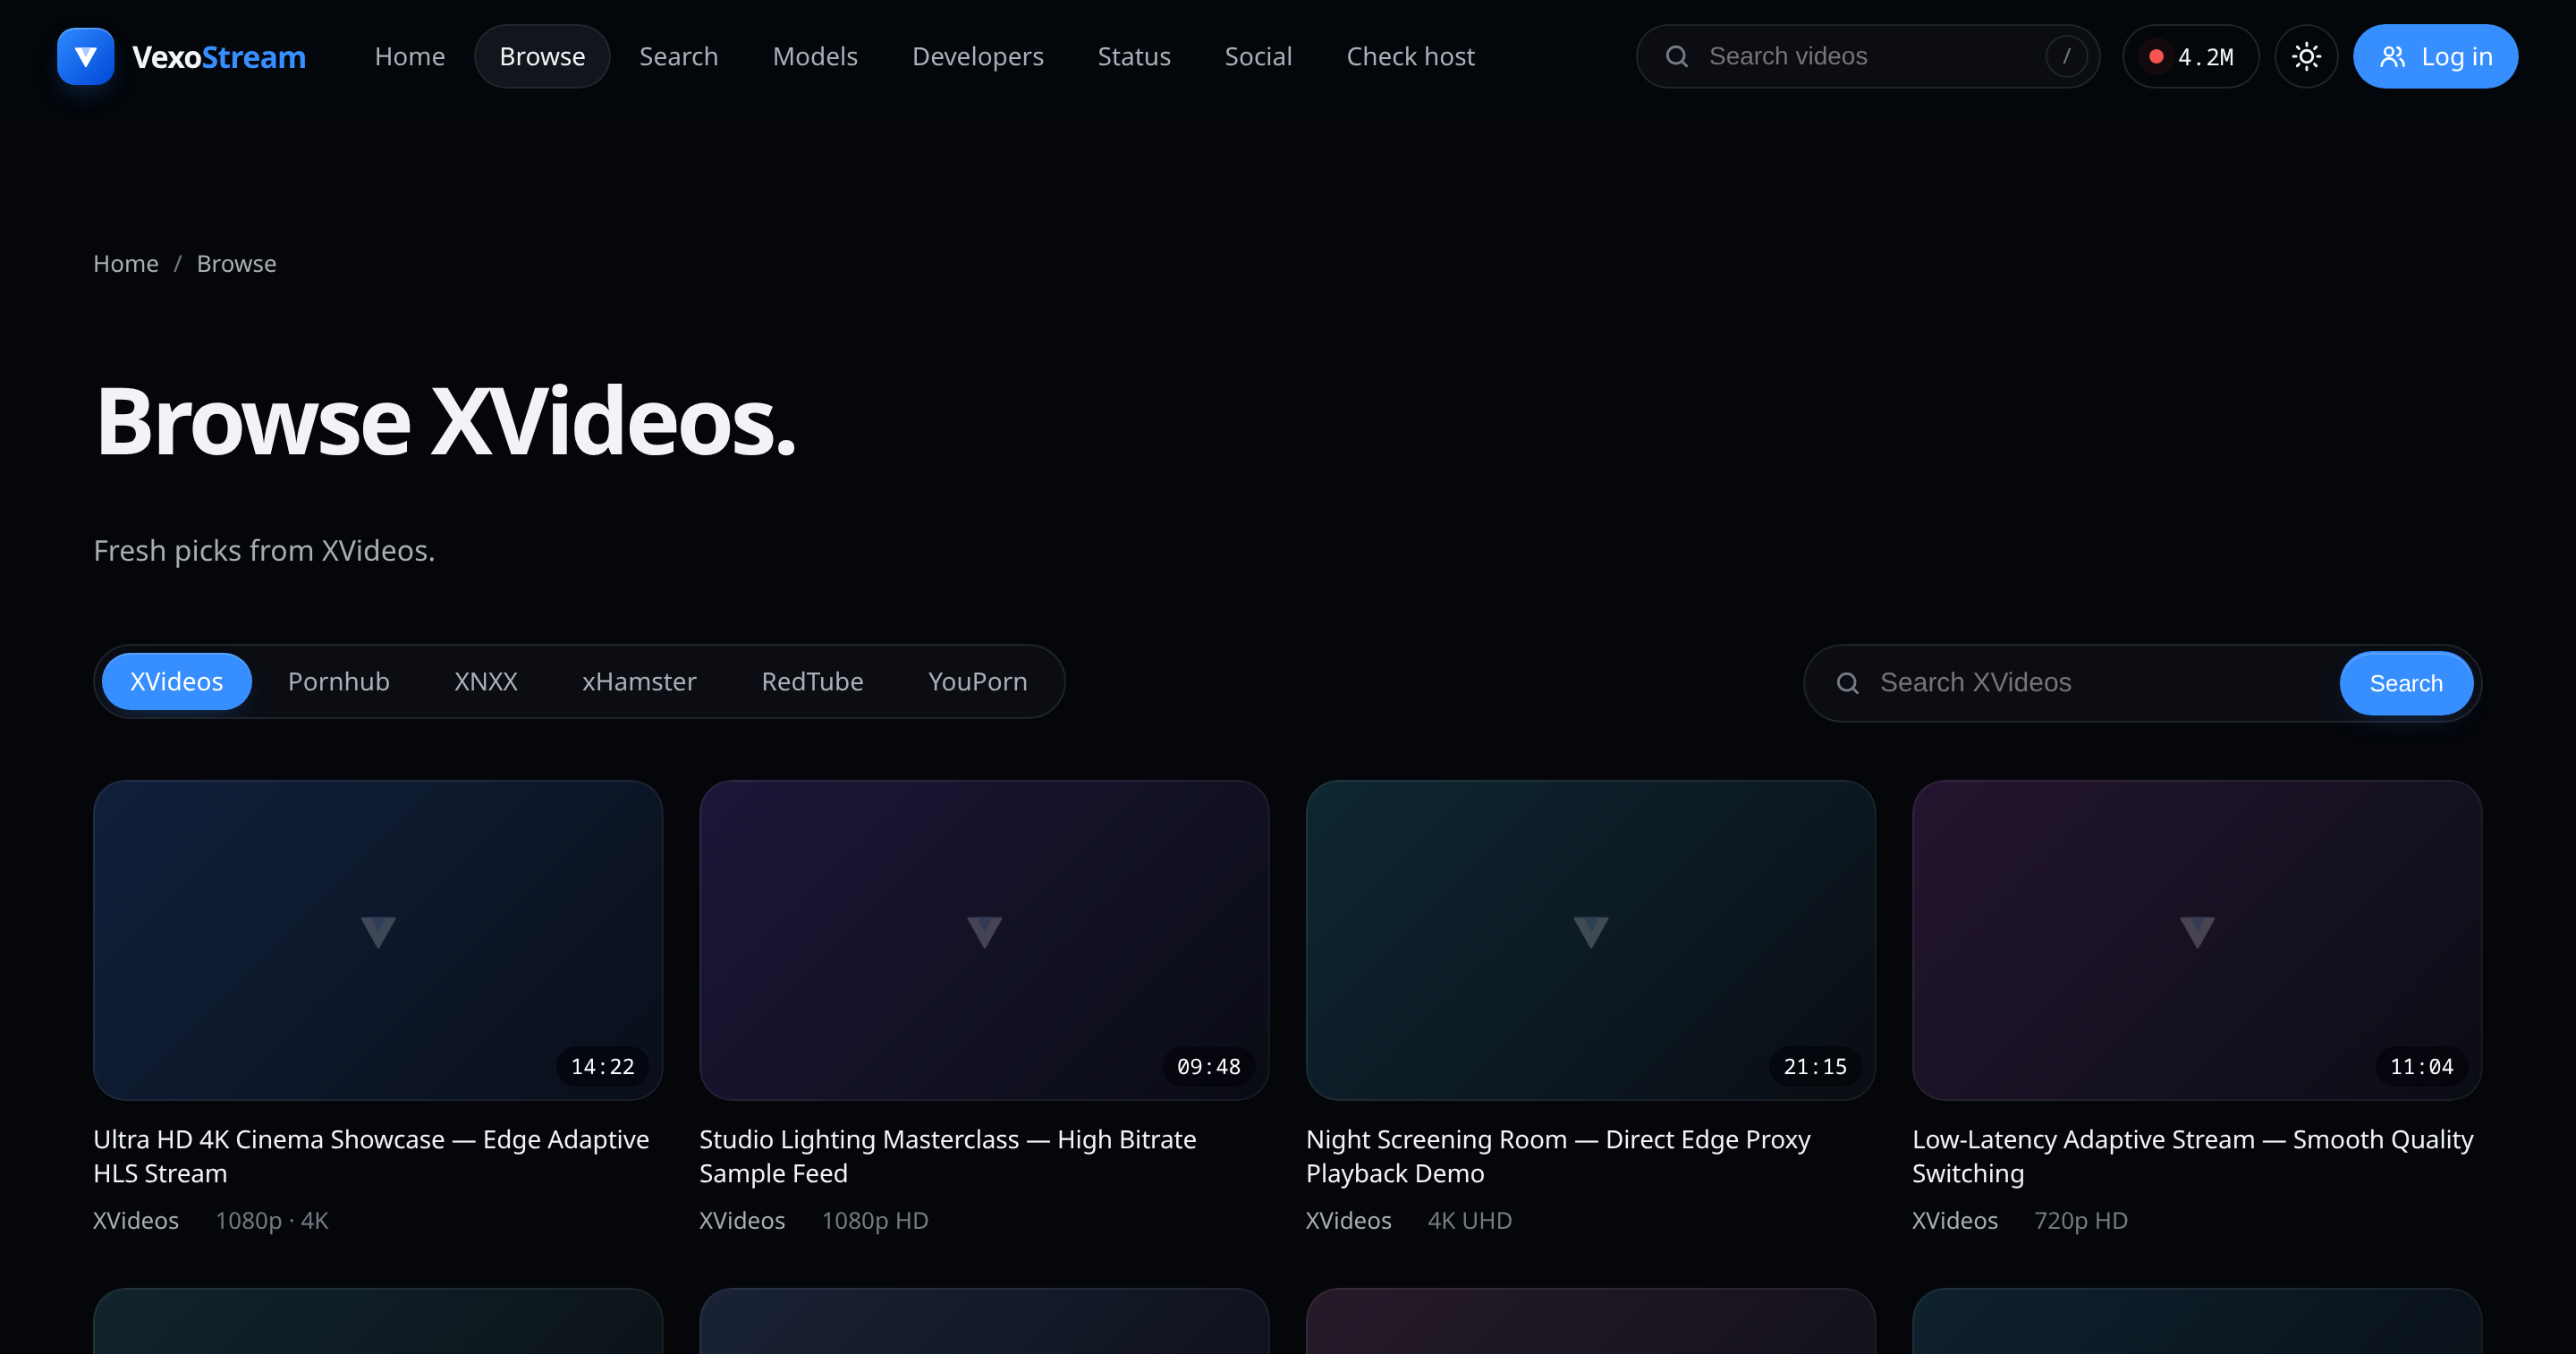 VexoStream
Home Browse Search Models Developers Status Social Check host
Search videos /
4.2M
Log in
Home / Browse
Browse XVideos.
Fresh picks from XVideos.
XVideos Pornhub XNXX xHamster RedTube YouPorn
Search XVideos Search
14:22
Ultra HD 4K Cinema Showcase — Edge Adaptive
HLS Stream
XVideos 1080p · 4K
09:48
Studio Lighting Masterclass — High Bitrate
Sample Feed
XVideos 1080p HD
21:15
Night Screening Room — Direct Edge Proxy
Playback Demo
XVideos 4K UHD
11:04
Low-Latency Adaptive Stream — Smooth Quality
Switching
XVideos 720p HD